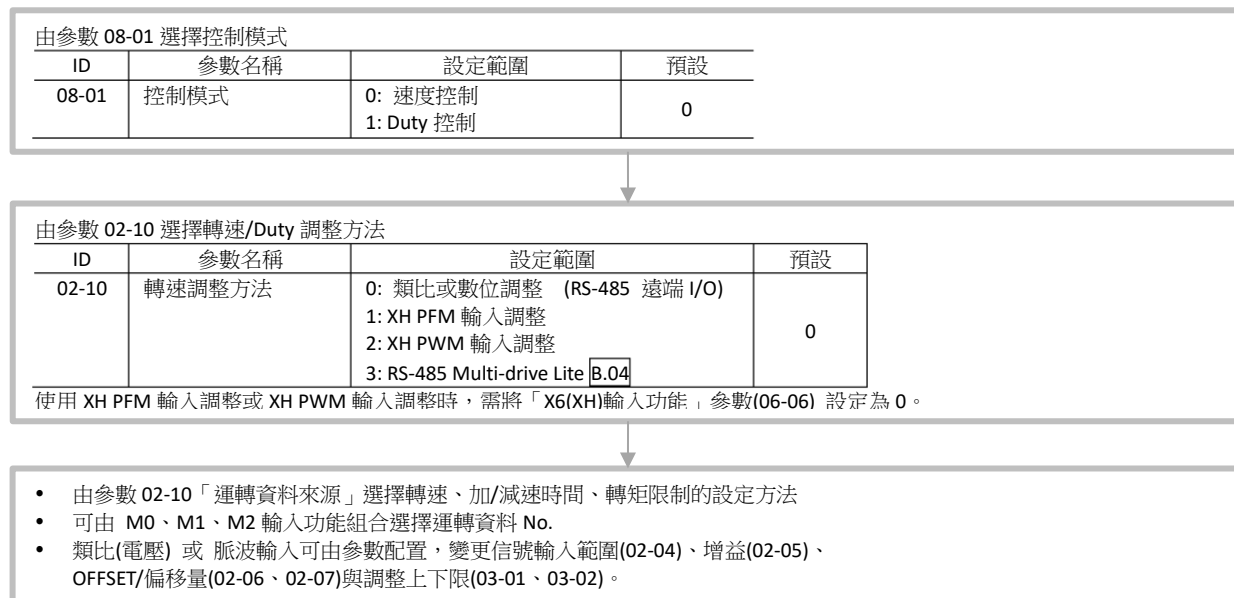 由參數 08-01 選擇控制模式
ID 參數名稱 設定範圍 預設
08-01 控制模式 0: 速度控制 0
1: Duty 控制
由參數 02-10 選擇轉速/Duty 調整方法
ID 參數名稱 設定範圍 預設
02-10 轉速調整方法 0: 類比或數位調整 (RS-485 遠端 I/O) 0
1: XH PFM 輸入調整
2: XH PWM 輸入調整
3: RS-485 Multi-drive Lite B.04
使用 XH PFM 輸入調整或 XH PWM 輸入調整時，需將「X6(XH)輸入功能」參數(06-06) 設定為 0。
• 由參數 02-10「運轉資料來源」選擇轉速、加/減速時間、轉矩限制的設定方法
• 可由 M0、M1、M2 輸入功能組合選擇運轉資料 No.
• 類比(電壓) 或 脈波輸入可由參數配置，變更信號輸入範圍(02-04)、增益(02-05)、
OFFSET/偏移量(02-06、02-07)與調整上下限(03-01、03-02)。